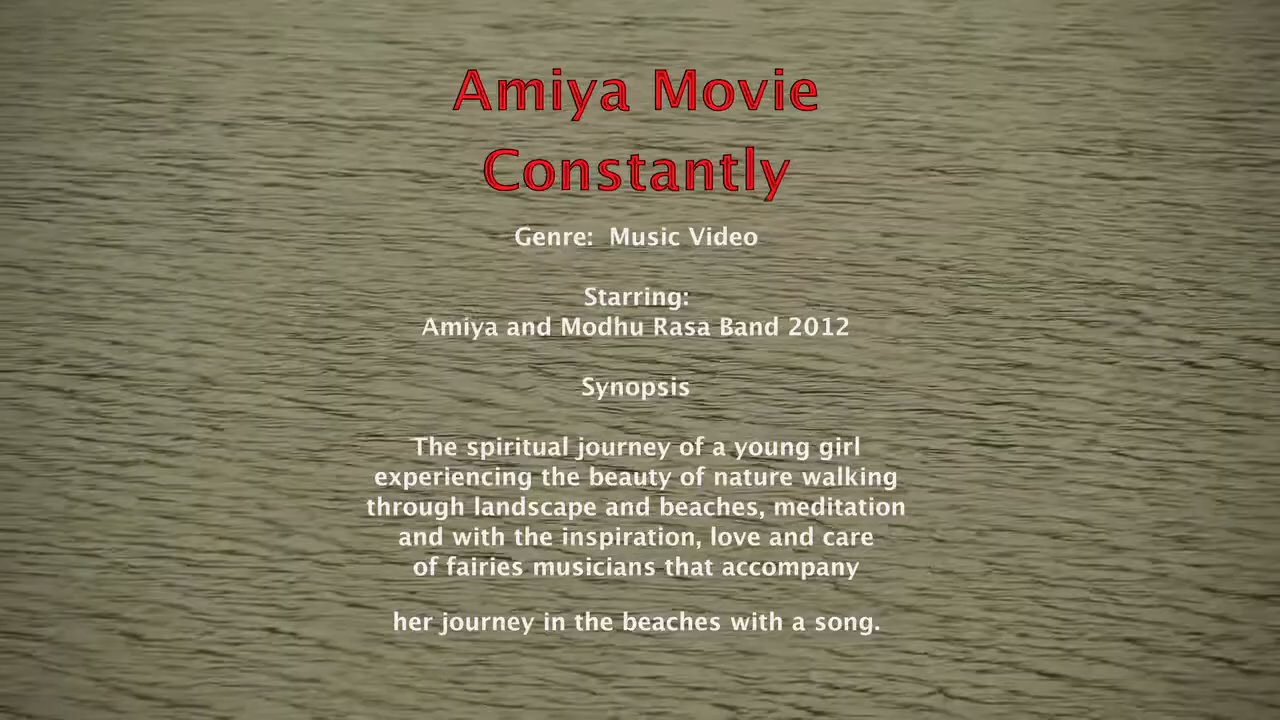 Amiya Movie
Constantly
Genre: Music Video
Starring:
Amiya and Modhu Rasa Band 2012
Synopsis
The spiritual journey of a young girl
experiencing the beauty of nature walking
through landscape and beaches, meditation
and with the inspiration, love and care
of fairies musicians that accompany
her journey in the beaches with a song.